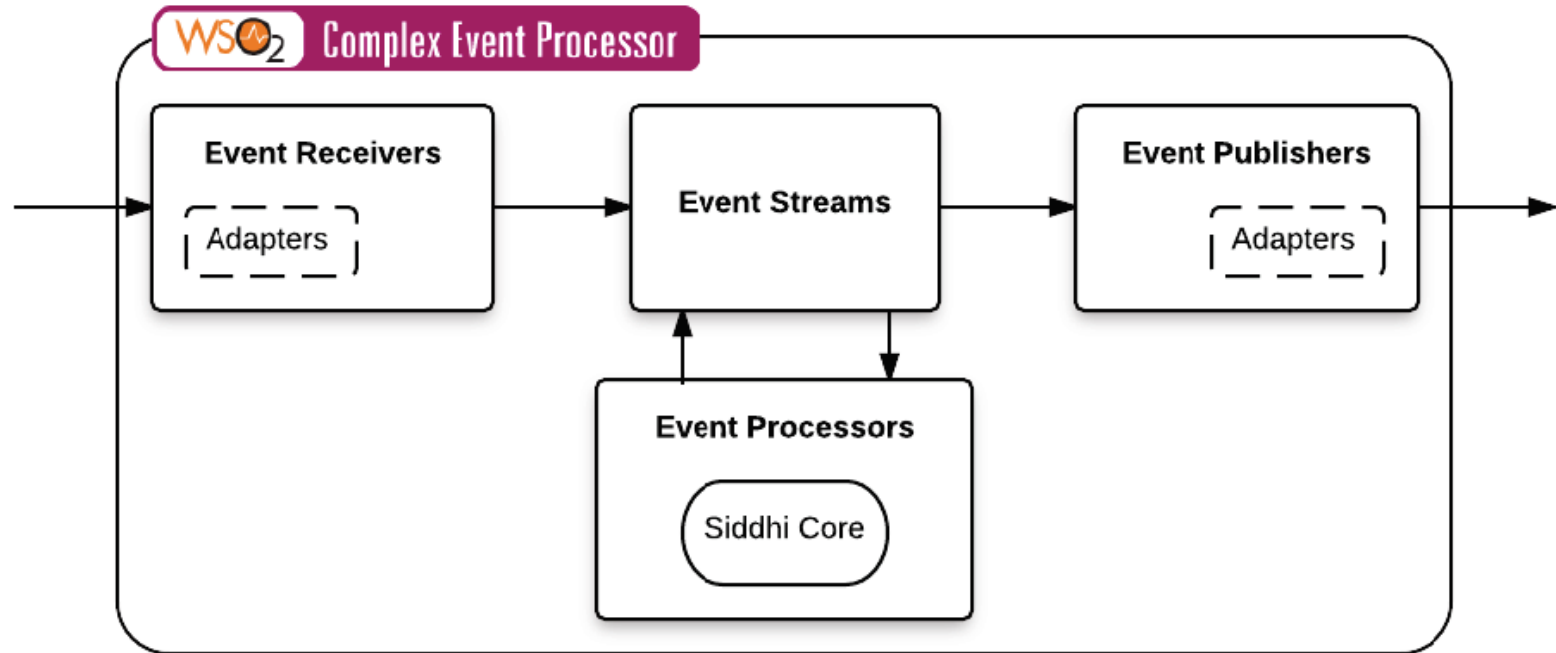 WSO2 Complex Event Processor
Event Receivers
Adapters
Event Streams
Event Publishers
Adapters
Event Processors
Siddhi Core